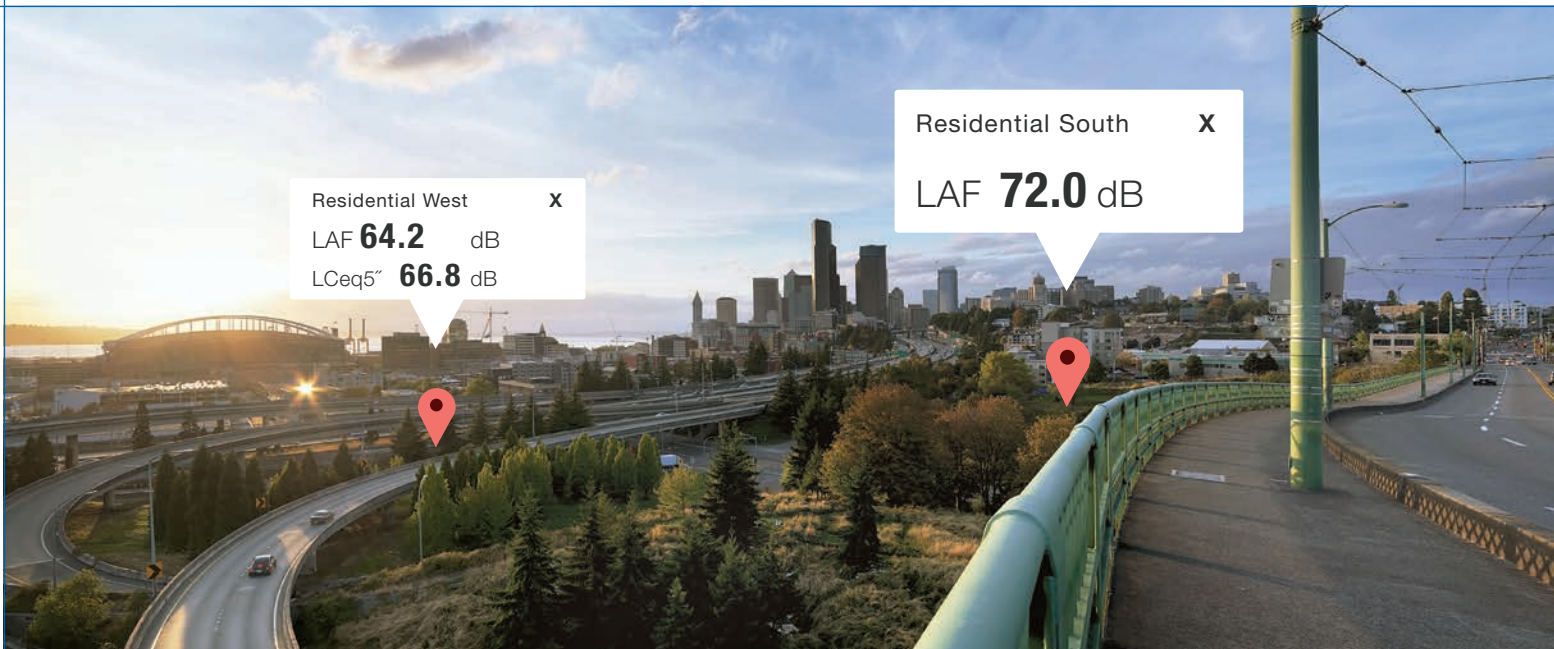 Residential West X
LAF 64.2 dB
LCeq5˝ 66.8 dB
Residential South X
LAF 72.0 dB